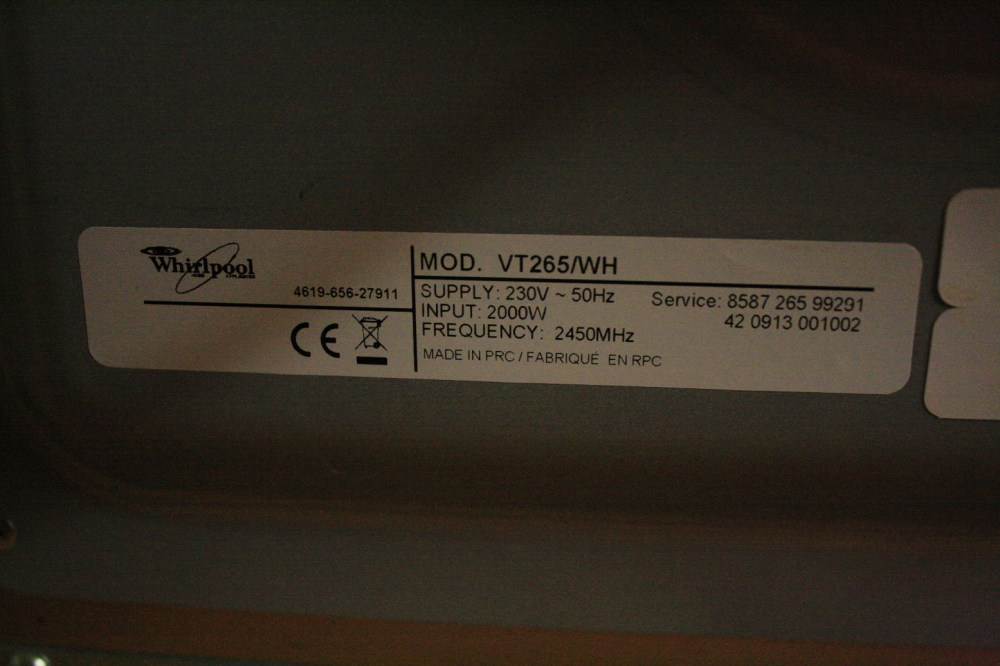 Whirlpool
4619-656-27911
CE
MOD. VT265/WH
SUPPLY: 230V ~ 50Hz
INPUT: 2000W
FREQUENCY: 2450MHz
MADE IN PRC / FABRIQUÉ EN RPC
Service: 8587 265 99291
42 0913 001002